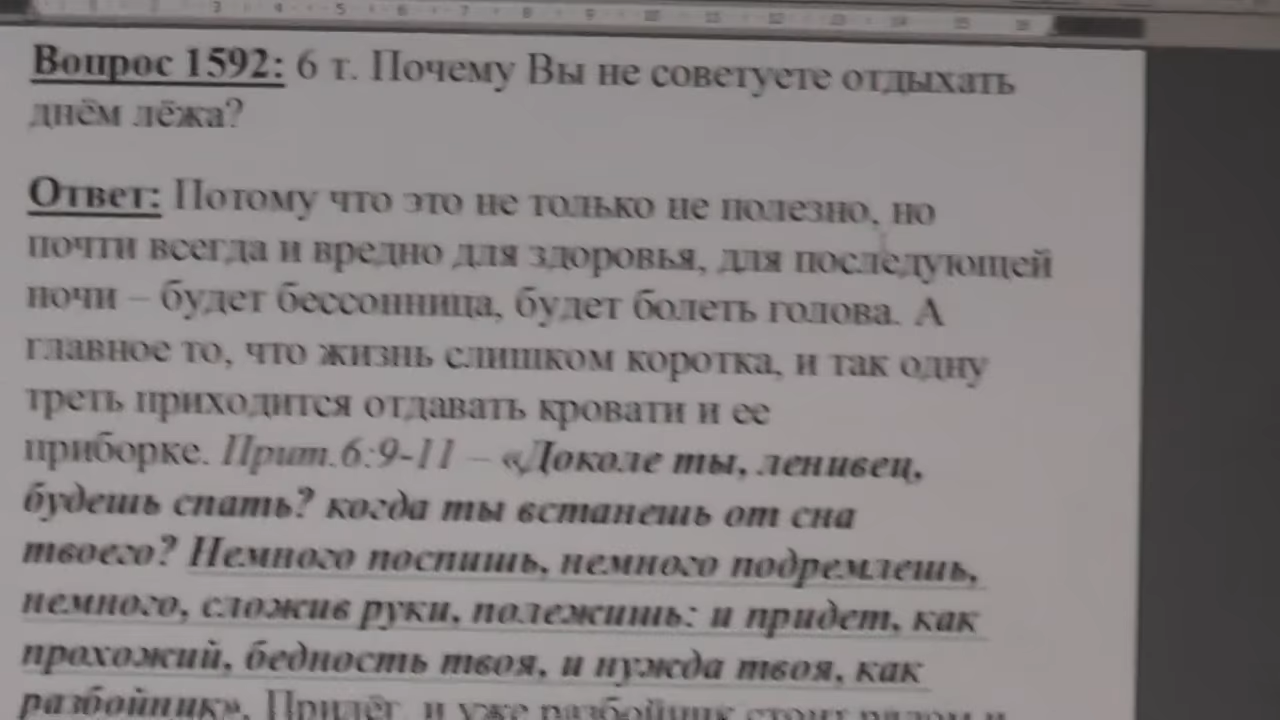 Вопрос 1592: 6 т. Почему Вы не советуете отдыхать
днём лёжа?
Ответ: Потому что это не только не полезно, но
почти всегда и вредно для здоровья, для последующей
ночи – будет бессонница, будет болеть голова. А
главное то, что жизнь слишком коротка, и так одну
треть приходится отдавать кровати и ее
приборке. Прит.6:9-11 – «Доколе ты, ленивец,
будешь спать? когда ты встанешь от сна
твоего? Немного поспишь, немного подремлешь,
немного, сложив руки, полежишь: и придет, как
прохожий, бедность твоя, и нужда твоя, как
разбойник». Прилёг, и уже разбойник стоит рядом и